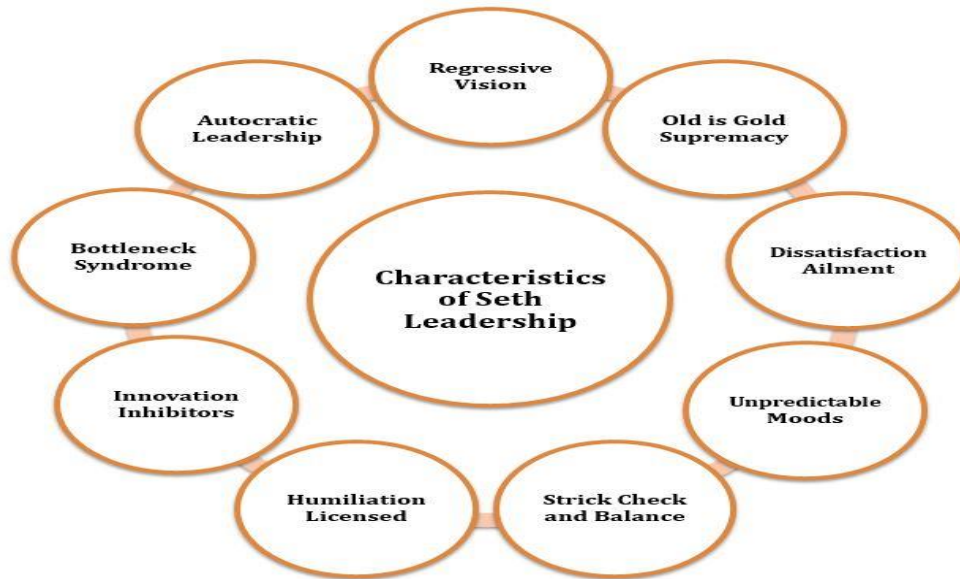 Regressive
Vision
Old is Gold
Supremacy
Dissatisfaction
Ailment
Unpredictable
Moods
Strick Check
and Balance
Humiliation
Licensed
Innovation
Inhibitors
Bottleneck
Syndrome
Autocratic
Leadership
Characteristics
of Seth
Leadership